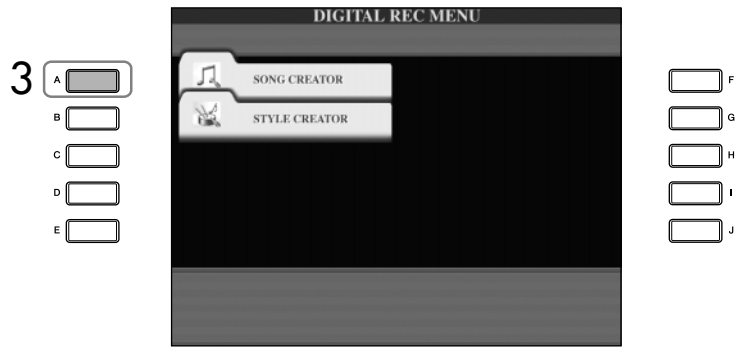 DIGITAL REC MENU
3
A
SONG CREATOR
F
B
STYLE CREATOR
G
C
H
D
I
E
J